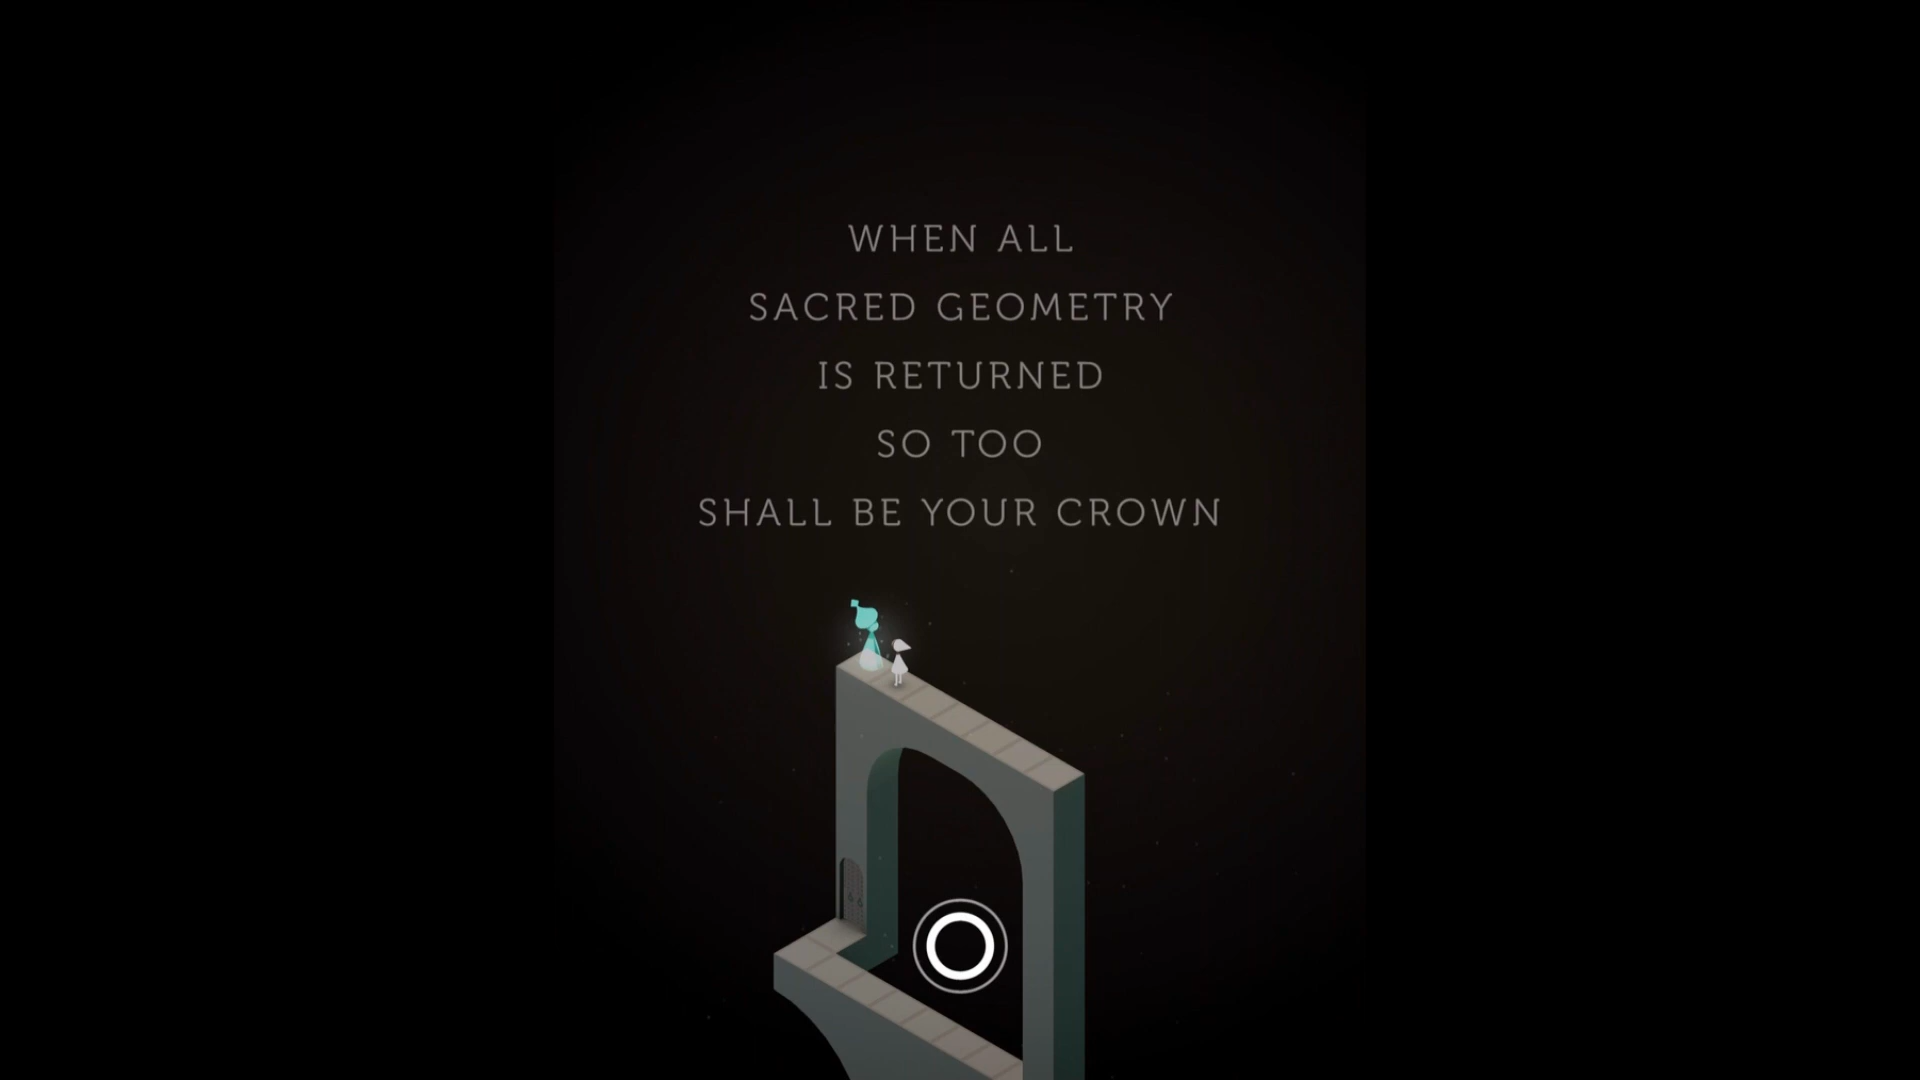 WHEN ALL
SACRED GEOMETRY
IS RETURNED
SO TOO
SHALL BE YOUR CROWN